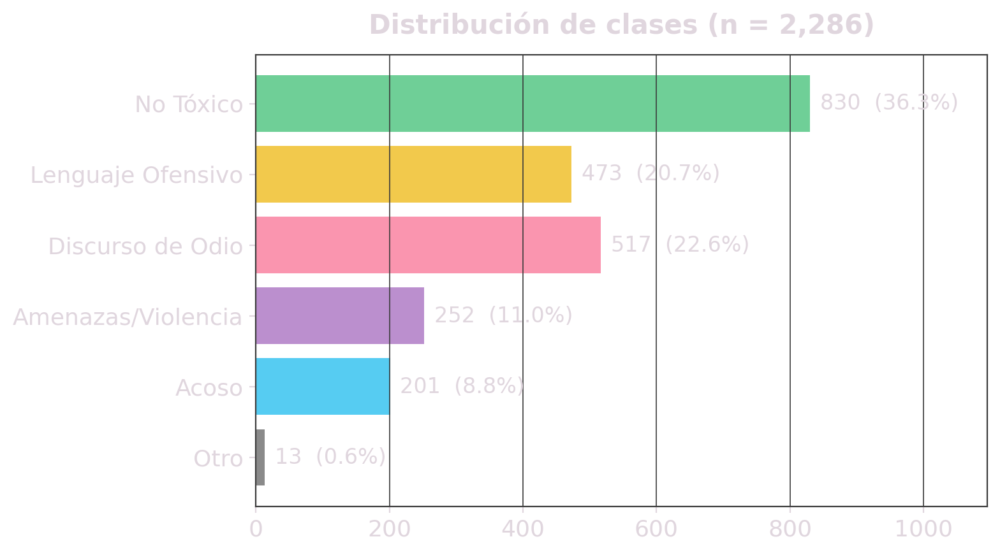 Distribución de clases (n = 2,286)
No Tóxico 830 (36.3%)
Lenguaje Ofensivo 473 (20.7%)
Discurso de Odio 517 (22.6%)
Amenazas/Violencia 252 (11.0%)
Acoso 201 (8.8%)
Otro 13 (0.6%)
0 200 400 600 800 1000